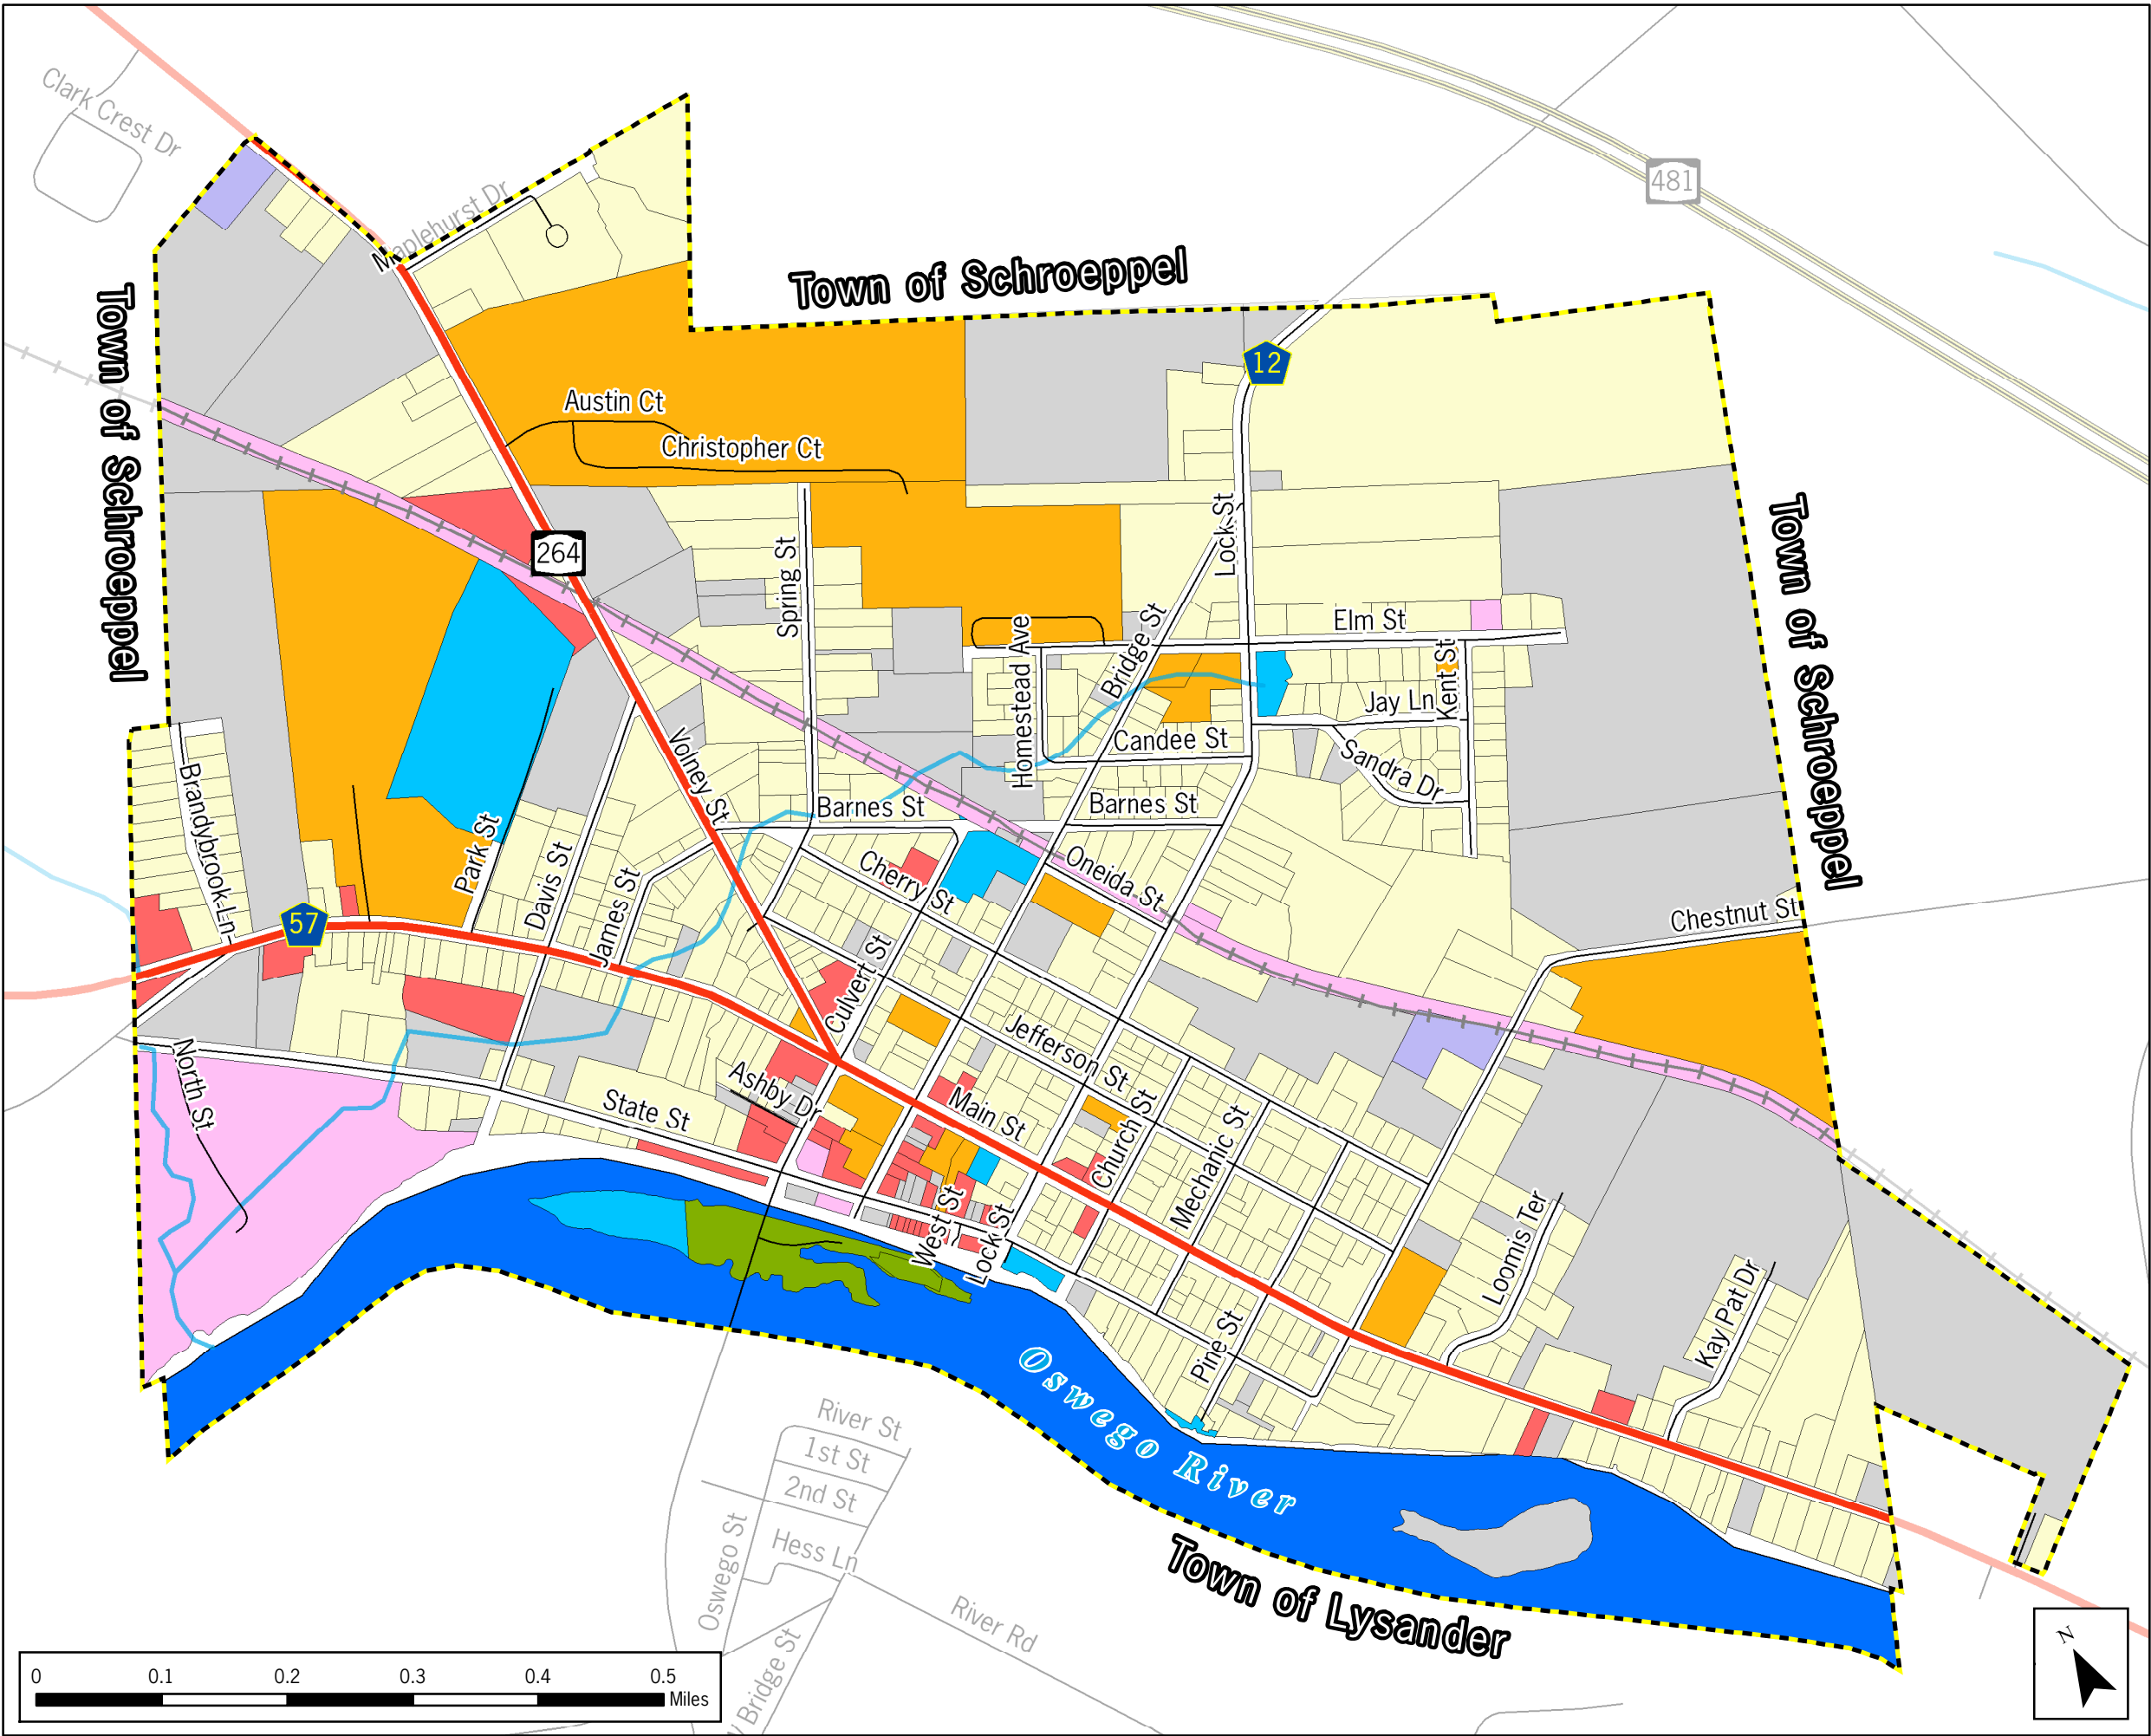 Clark Crest Dr
Maplehurst Dr
481
Town of Schroeppel
Town of Schroeppel
Town of Schroeppel
12
Austin Ct
Christopher Ct
264
Spring St
Lock St
Bridge St
Elm St
Homestead Ave
Kent St
Jay Ln
Candee St
Sandra Dr
Volney St
Barnes St
Barnes St
Brandybrook Ln
Park St
Davis St
James St
Cherry St
Oneida St
57
Chestnut St
Culvert St
Jefferson St
North St
Ashby Dr
State St
Main St
Church St
Mechanic St
West St
Lock St
Loomis Ter
Kay Pat Dr
Pine St
Oswego River
River St
1st St
2nd St
Hess Ln
Oswego St
River Rd
Bridge St
Town of Lysander
0 0.1 0.2 0.3 0.4 0.5
Miles
N